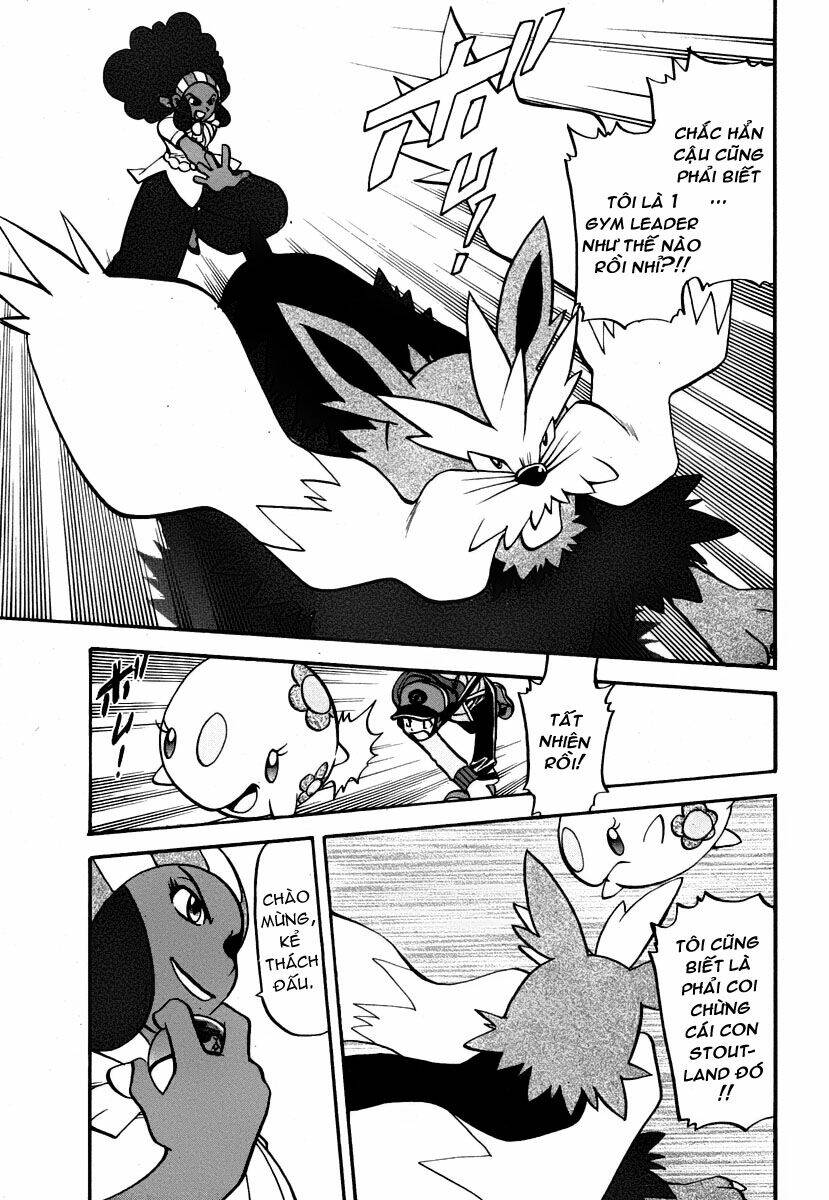 CHẮC HẲN
CẬU CŨNG
PHẢI BIẾT
...
TÔI LÀ 1
GYM LEADER
NHƯ THẾ NÀO
RỒI NHỈ?!!
TẤT
NHIÊN
RỒI!
TÔI CŨNG
BIẾT LÀ
PHẢI COI
CHỪNG
CÁI CON
STOUT-
LAND ĐÓ
!!
CHÀO
MỪNG,
KẺ
THÁCH
ĐẤU.